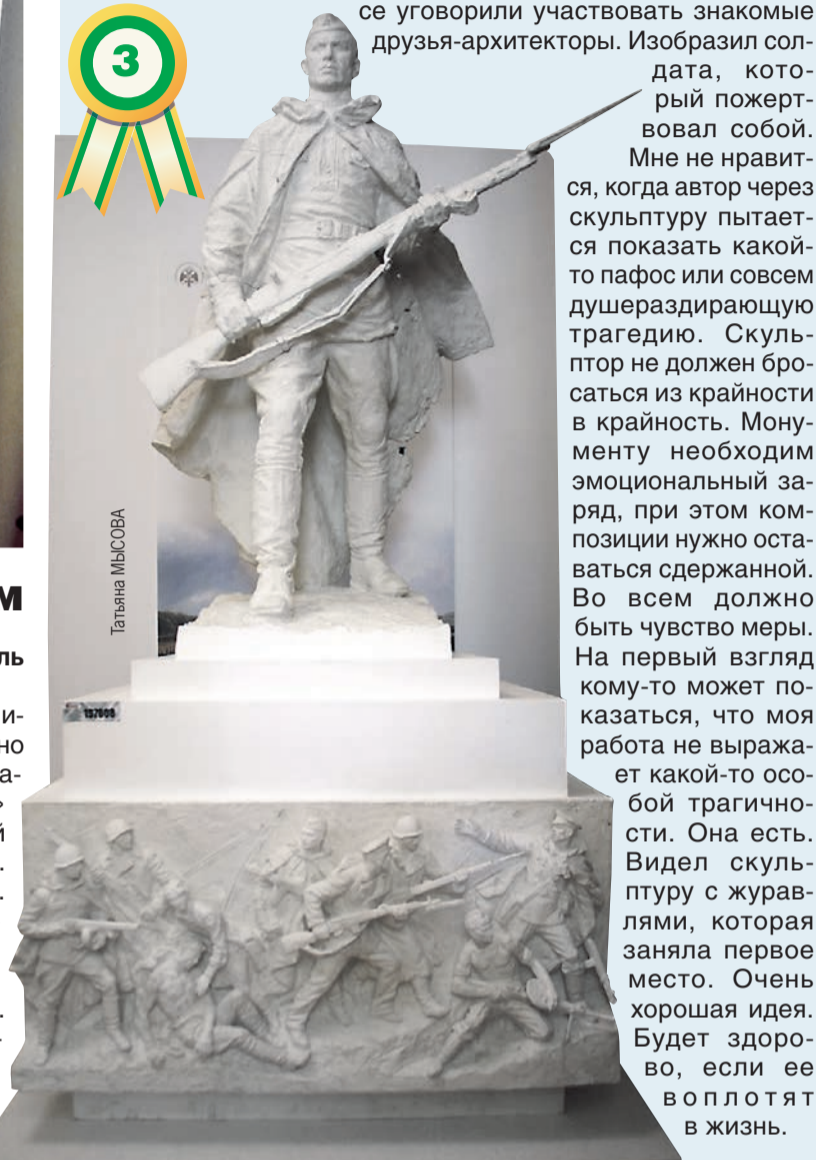 3
се уговорили участвовать знакомые
друзья-архитекторы. Изобразил сол-
дата, кото-
рый пожерт-
вовал собой.
Мне не нравит-
ся, когда автор через
скульптуру пытает-
ся показать какой-
то пафос или совсем
душераздирающую
трагедию. Скуль-
птор не должен бро-
саться из крайности
в крайность. Мону-
менту необходим
эмоциональный за-
ряд, при этом ком-
позиции нужно оста-
ваться сдержанной.
Во всем должно
быть чувство меры.
На первый взгляд
кому-то может по-
казаться, что моя
работа не выража-
ет какой-то осо-
бой трагично-
сти. Она есть.
Видел скуль-
птуру с журав-
лями, которая
заняла первое
место. Очень
хорошая идея.
Будет здоро-
во, если ее
воплотят
в жизнь.
Татьяна МЫСОВА
м
ль
и-
но
а-
»
й
.
.
.
-